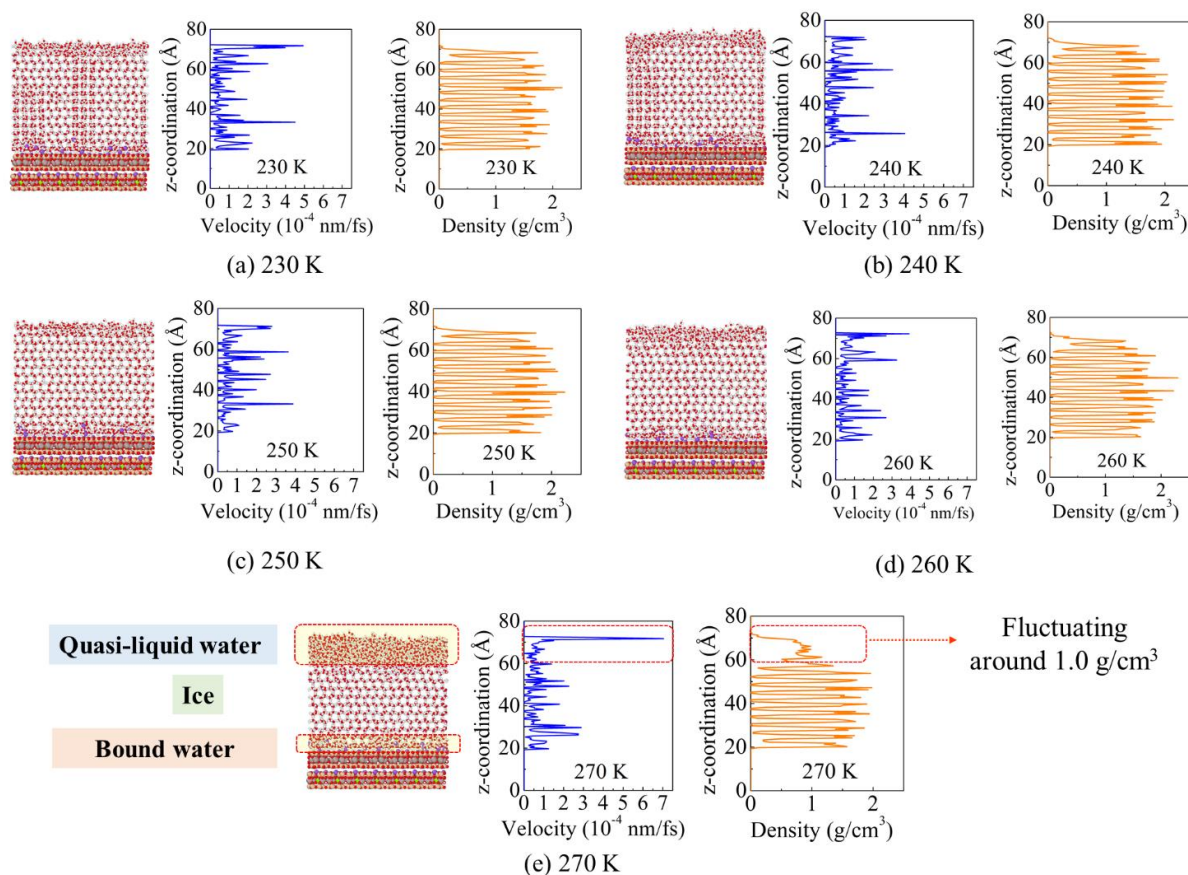 80
60
40
20
0
z-coordination (Å)
230 K
0 1 2 3 4 5 6 7
Velocity (10⁻⁴ nm/fs)
80
60
40
20
0
z-coordination (Å)
230 K
0 1 2
Density (g/cm³)
(a) 230 K
80
60
40
20
0
z-coordination (Å)
240 K
0 1 2 3 4 5 6 7
Velocity (10⁻⁴ nm/fs)
80
60
40
20
0
z-coordination (Å)
240 K
0 1 2
Density (g/cm³)
(b) 240 K
80
60
40
20
0
z-coordination (Å)
250 K
0 1 2 3 4 5 6 7
Velocity (10⁻⁴ nm/fs)
80
60
40
20
0
z-coordination (Å)
250 K
0 1 2
Density (g/cm³)
(c) 250 K
80
60
40
20
0
z-coordination (Å)
260 K
0 1 2 3 4 5 6 7
Velocity (10⁻⁴ nm/fs)
80
60
40
20
0
z-coordination (Å)
260 K
0 1 2
Density (g/cm³)
(d) 260 K
Quasi-liquid water
Ice
Bound water
80
60
40
20
0
z-coordination (Å)
270 K
0 1 2 3 4 5 6 7
Velocity (10⁻⁴ nm/fs)
80
60
40
20
0
z-coordination (Å)
270 K
0 1 2
Density (g/cm³)
Fluctuating
around 1.0 g/cm³
(e) 270 K